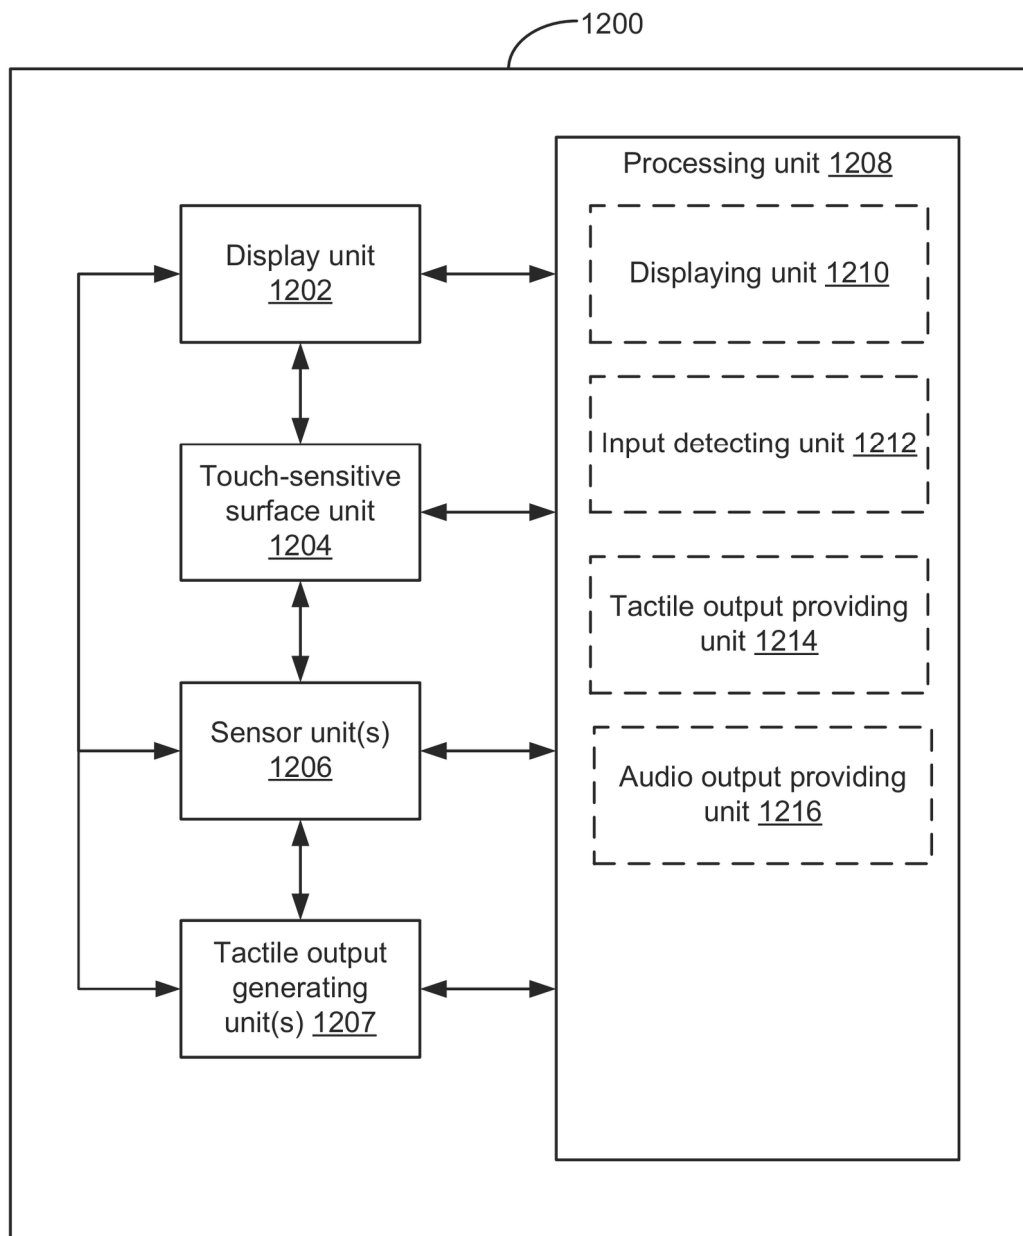 1200
Processing unit 1208
Display unit
1202
Displaying unit 1210
Touch-sensitive
surface unit
1204
Input detecting unit 1212
Sensor unit(s)
1206
Tactile output providing
unit 1214
Audio output providing
unit 1216
Tactile output
generating
unit(s) 1207